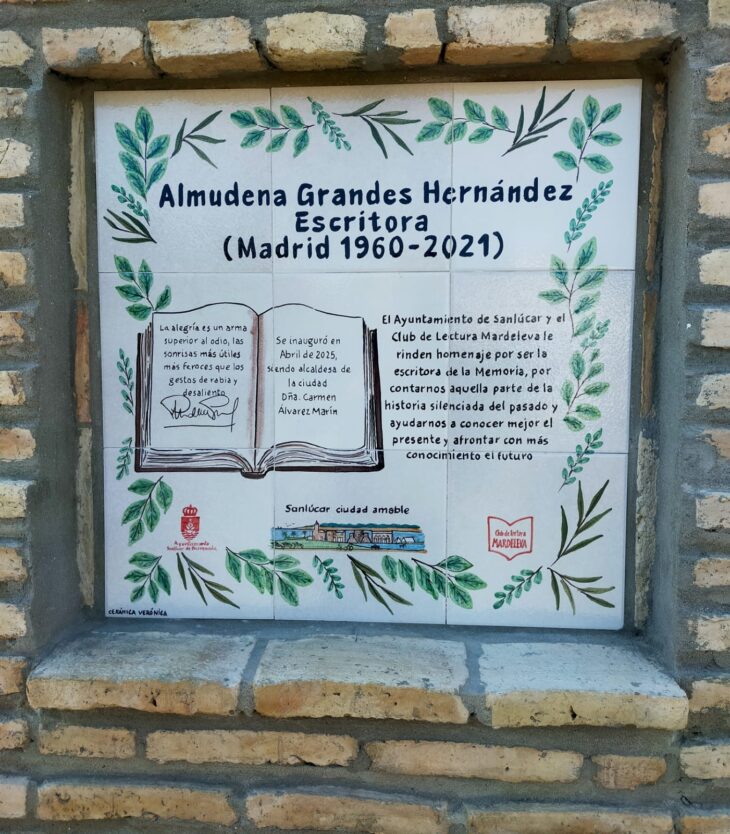 Almudena Grandes Hernández
Escritora
(Madrid 1960-2021)
La alegría es un arma
superior al odio, las
sonrisas más útiles
más feroces que los
gestos de rabia y
desaliento
Se inauguró en
Abril de 2025,
siendo alcaldesa de
la ciudad
Dña. Carmen
Álvarez Marín
El Ayuntamiento de Sanlúcar y el
Club de Lectura Mardeleva le
rinden homenaje por ser la
escritora de la Memoria, por
contarnos aquella parte de la
historia silenciada del pasado y
ayudarnos a conocer mejor el
presente y afrontar con más
conocimiento el futuro
Ayuntamiento
Sanlúcar de Barrameda
Sanlúcar ciudad amable
Club de lectura
MARDELEVA
CERÁMICA VERÓNICA